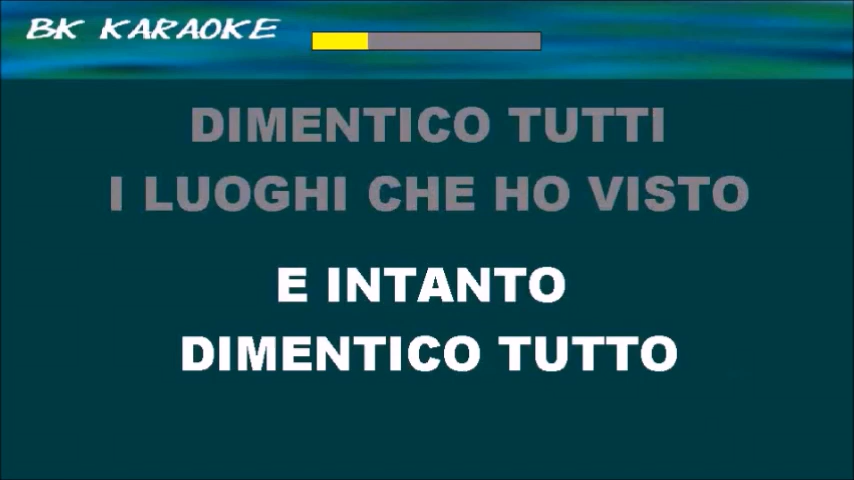 BK KARAOKE
DIMENTICO TUTTI
I LUOGHI CHE HO VISTO
E INTANTO
DIMENTICO TUTTO